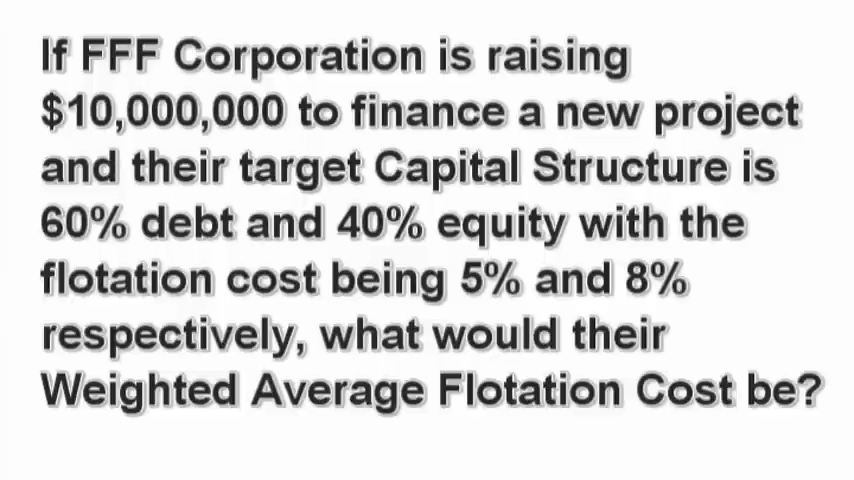 If FFF Corporation is raising
$10,000,000 to finance a new project
and their target Capital Structure is
60% debt and 40% equity with the
flotation cost being 5% and 8%
respectively, what would their
Weighted Average Flotation Cost be?